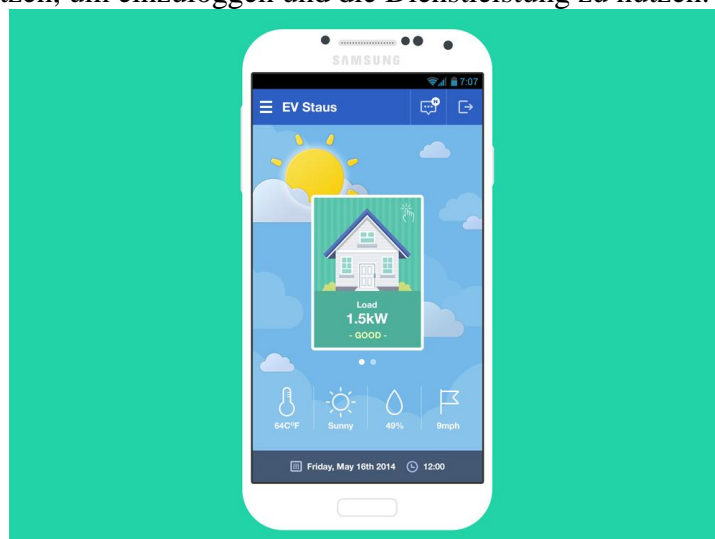 um einzuloggen und die Dienstleistung zu nutzen.
SAMSUNG
7:07
EV Staus
N
Load
1.5kW
- GOOD -
64C°F
Sunny
49%
9mph
Friday, May 16th 2014
12:00